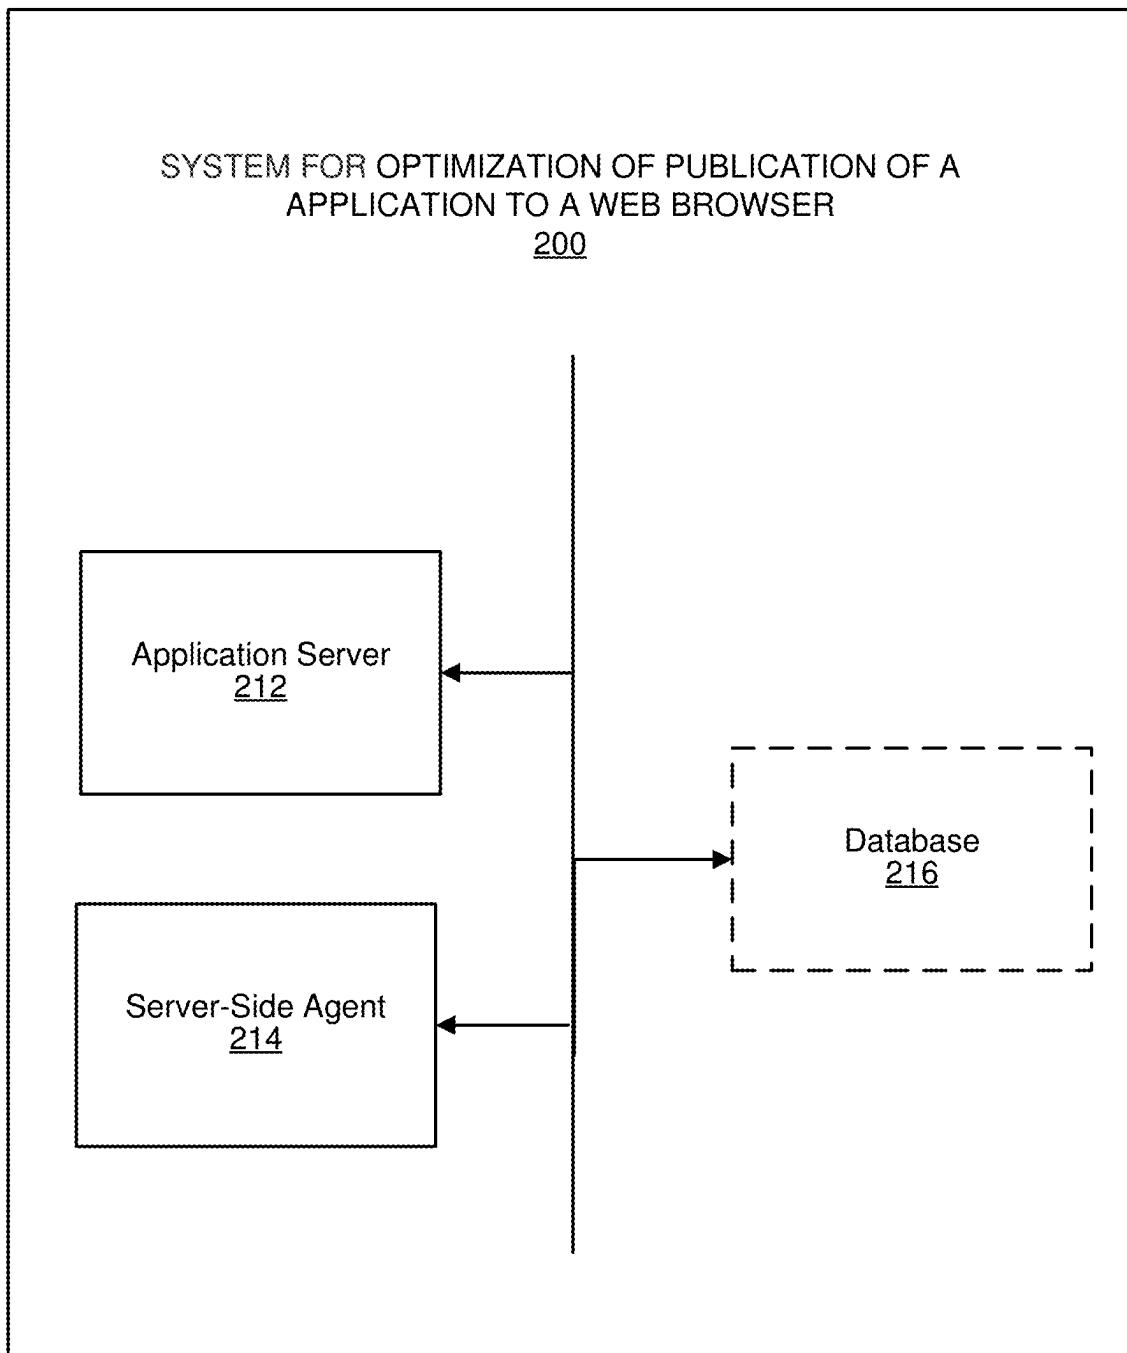 SYSTEM FOR OPTIMIZATION OF PUBLICATION OF A
APPLICATION TO A WEB BROWSER
200
Application Server
212
Database
216
Server-Side Agent
214